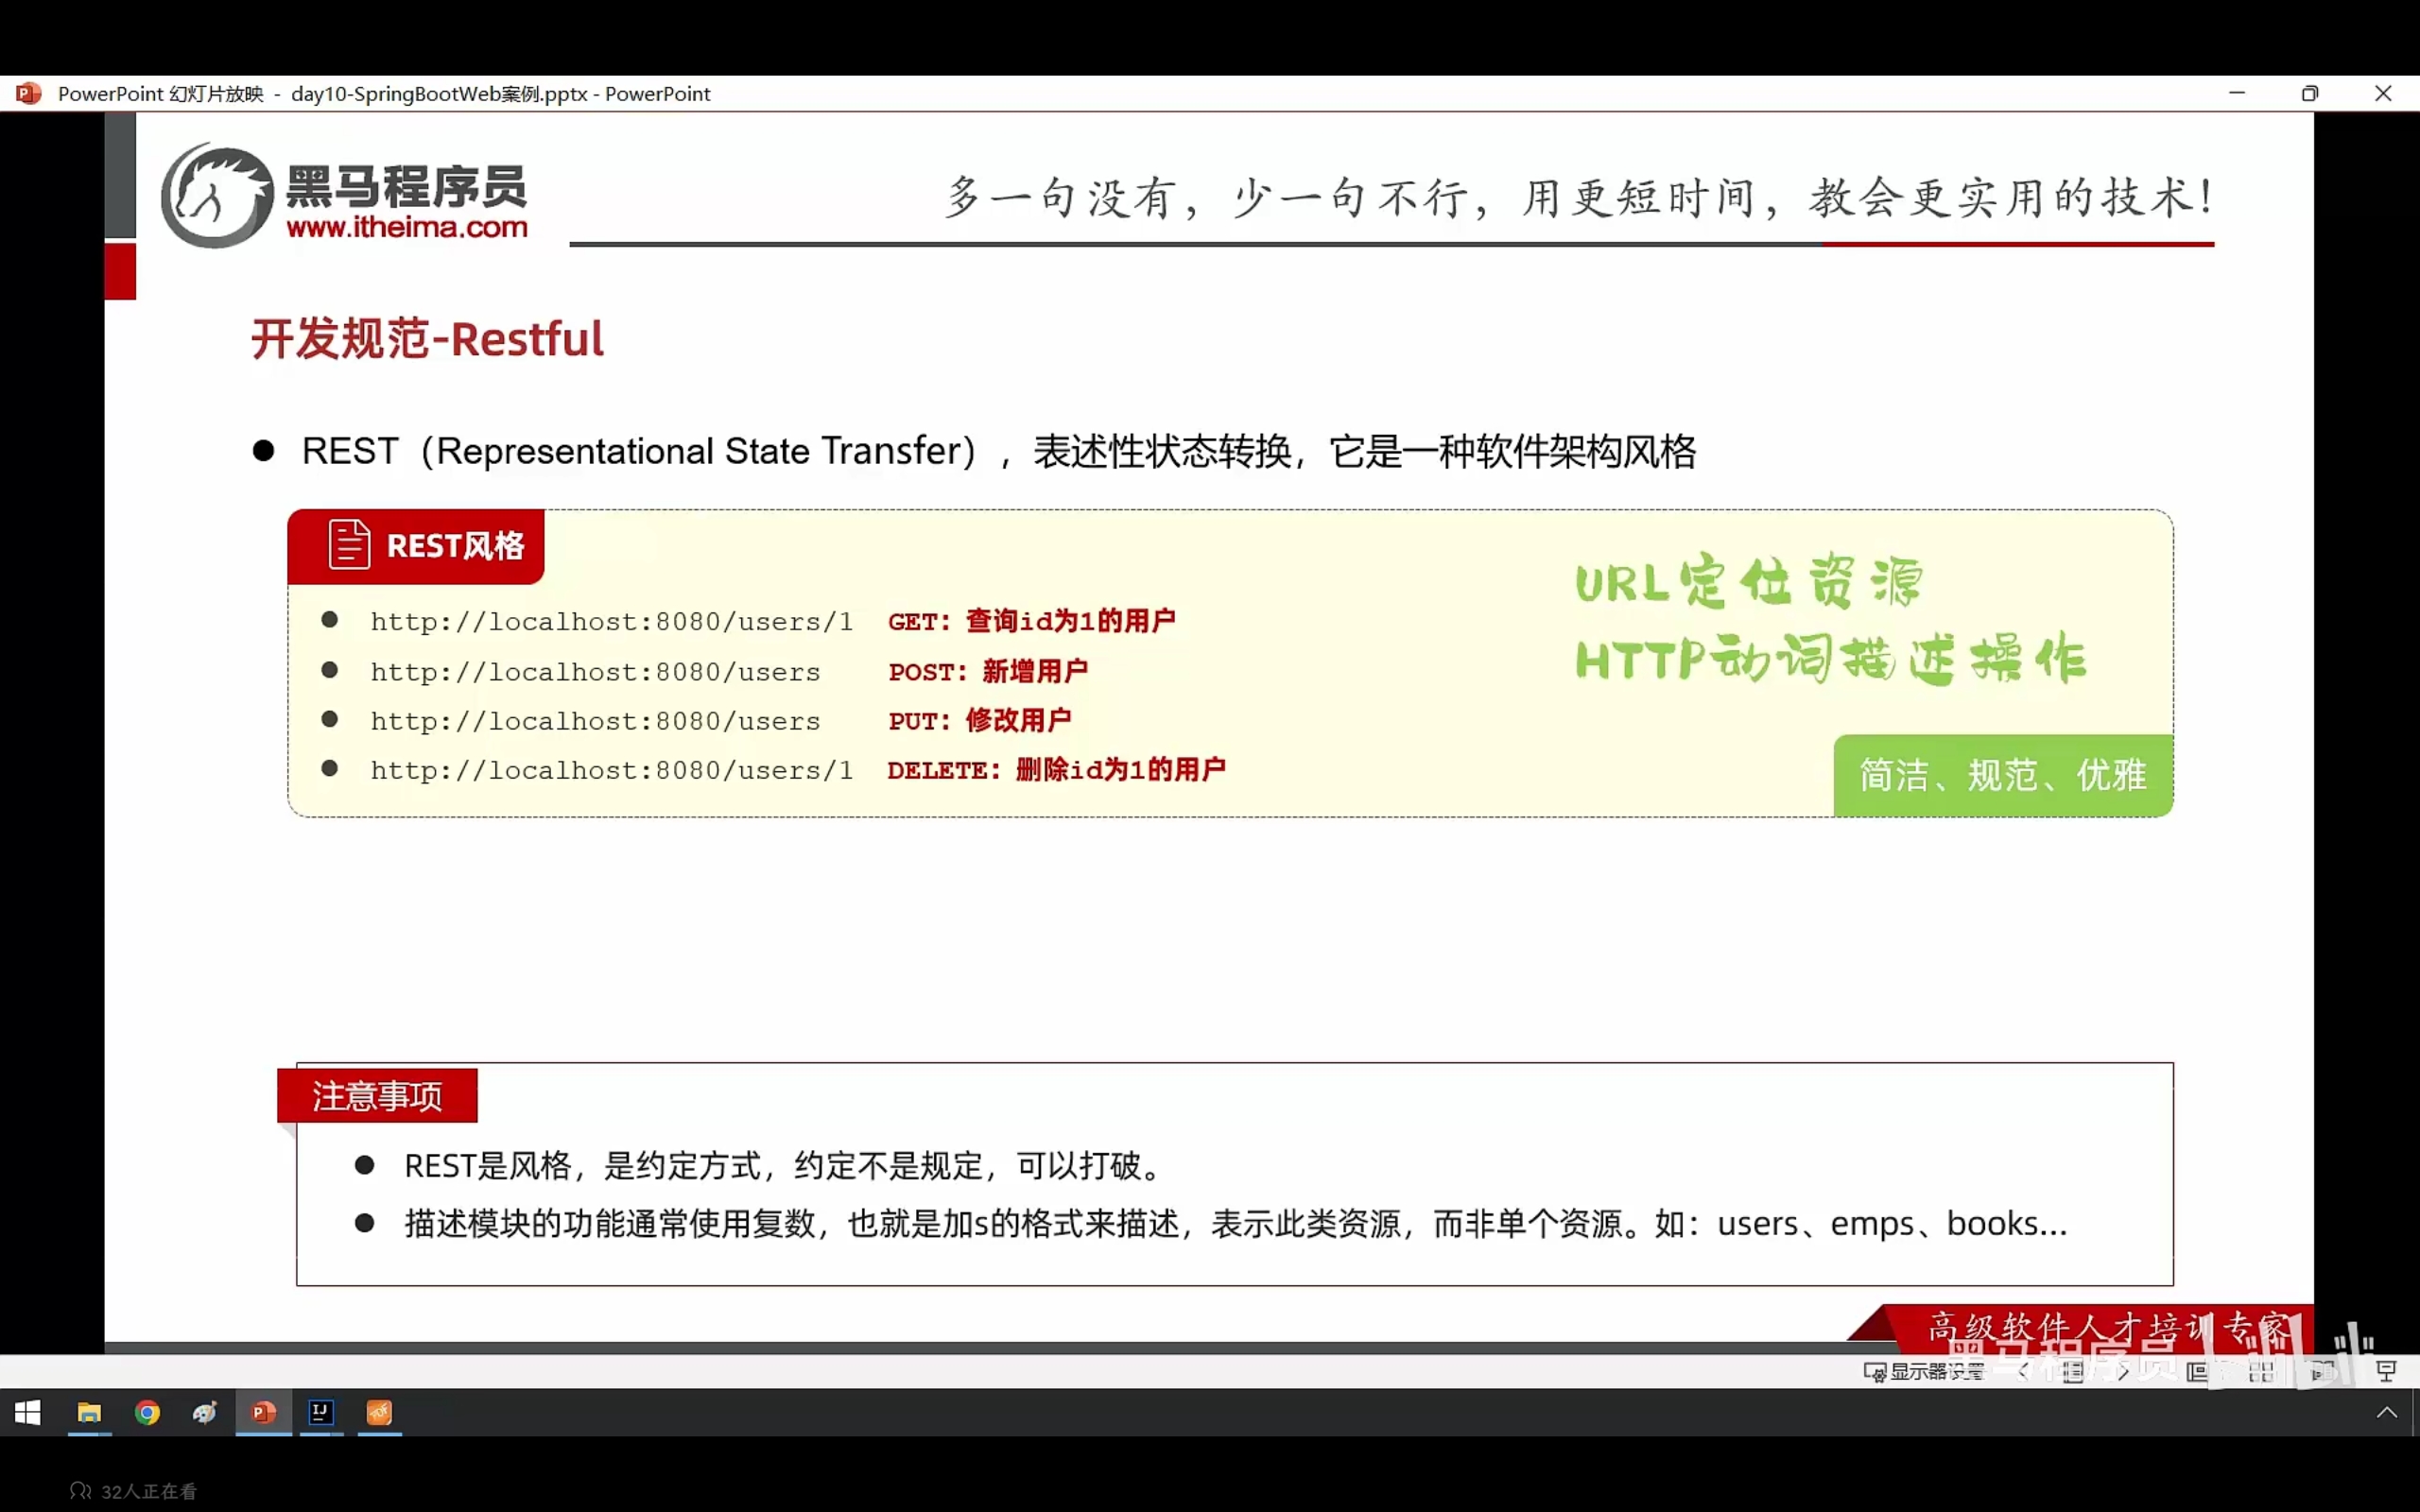 PowerPoint 幻灯片放映 - day10-SpringBootWeb案例.pptx - PowerPoint
黑马程序员
www.itheima.com
多一句没有，少一句不行，用更短时间，教会更实用的技术！
开发规范-Restful
REST（Representational State Transfer），表述性状态转换，它是一种软件架构风格
REST风格
http://localhost:8080/users/1 GET：查询id为1的用户
http://localhost:8080/users POST：新增用户
http://localhost:8080/users PUT：修改用户
http://localhost:8080/users/1 DELETE：删除id为1的用户
URL定位资源
HTTP动词描述操作
简洁、规范、优雅
注意事项
REST是风格，是约定方式，约定不是规定，可以打破。
描述模块的功能通常使用复数，也就是加s的格式来描述，表示此类资源，而非单个资源。如：users、emps、books...
高级软件人才培训专家
黑马程序员
显示器设置
32人正在看